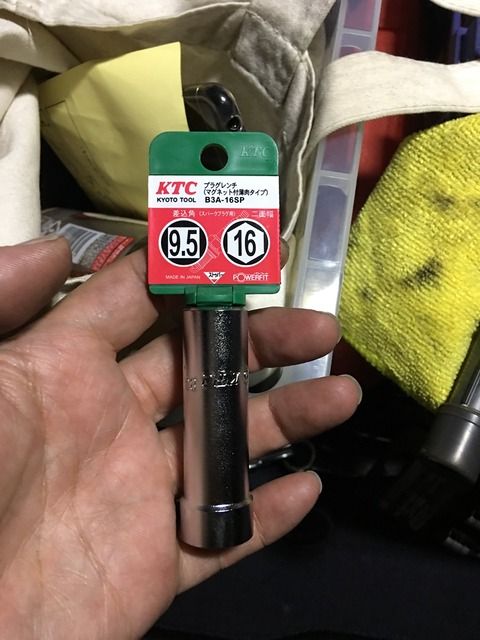 KTC
KTC
KYOTO TOOL
プラグレンチ
(マグネット付薄肉タイプ)
B3A-16SP
差込角 (スパークプラグ用) 二面幅
9.5
16
MADE IN JAPAN
POWERFIT